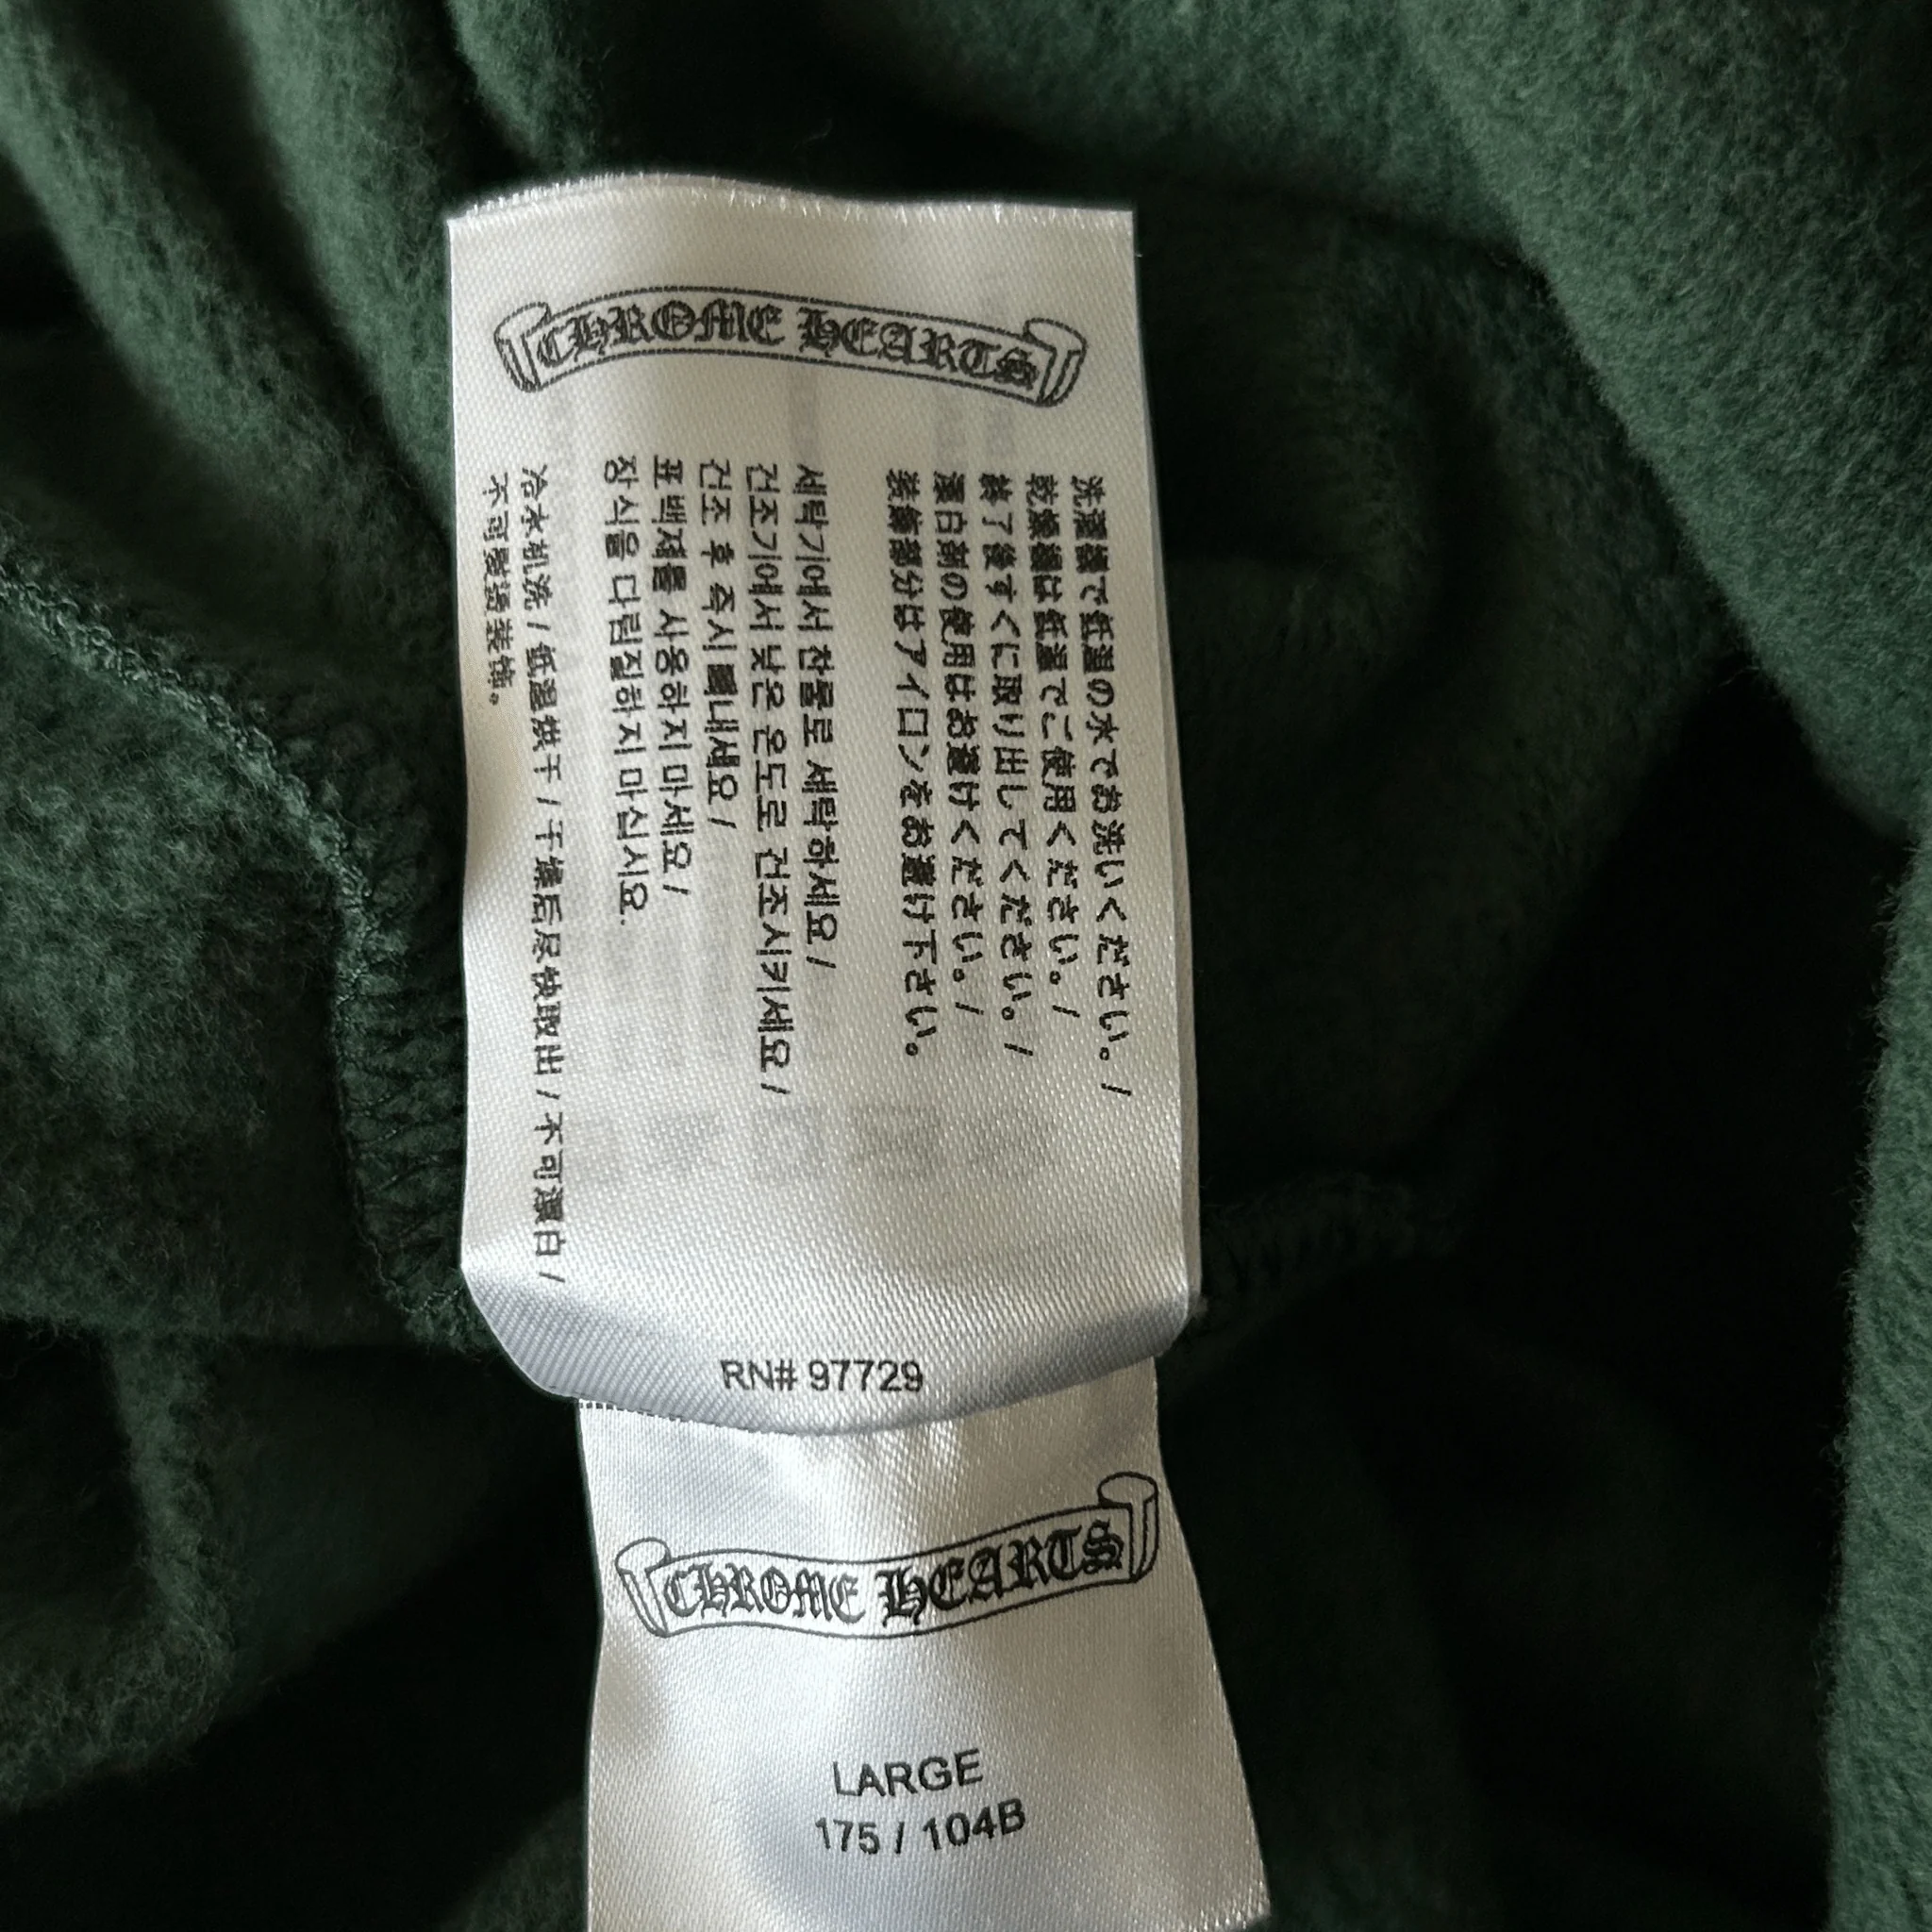 CHROME HEARTS
洗濯機で低温の水でお洗いください。/
乾燥機は低温でご使用ください。/
終了後すぐに取り出してください。/
漂白剤の使用はお避けください。/
装飾部分はアイロンをお避け下さい。
세탁기에서 찬물로 세탁하세요 /
건조기에서 낮은 온도로 건조시키세요 /
건조 후 즉시 빼내세요 /
표백제를 사용하지 마세요 /
장식을 다림질하지 마십시요.
冷水机洗 / 低温烘干 / 干燥后尽快取出 / 不可漂白 /
不可熨烫装饰。
RN# 97729
CHROME HEARTS
LARGE
175 / 104B